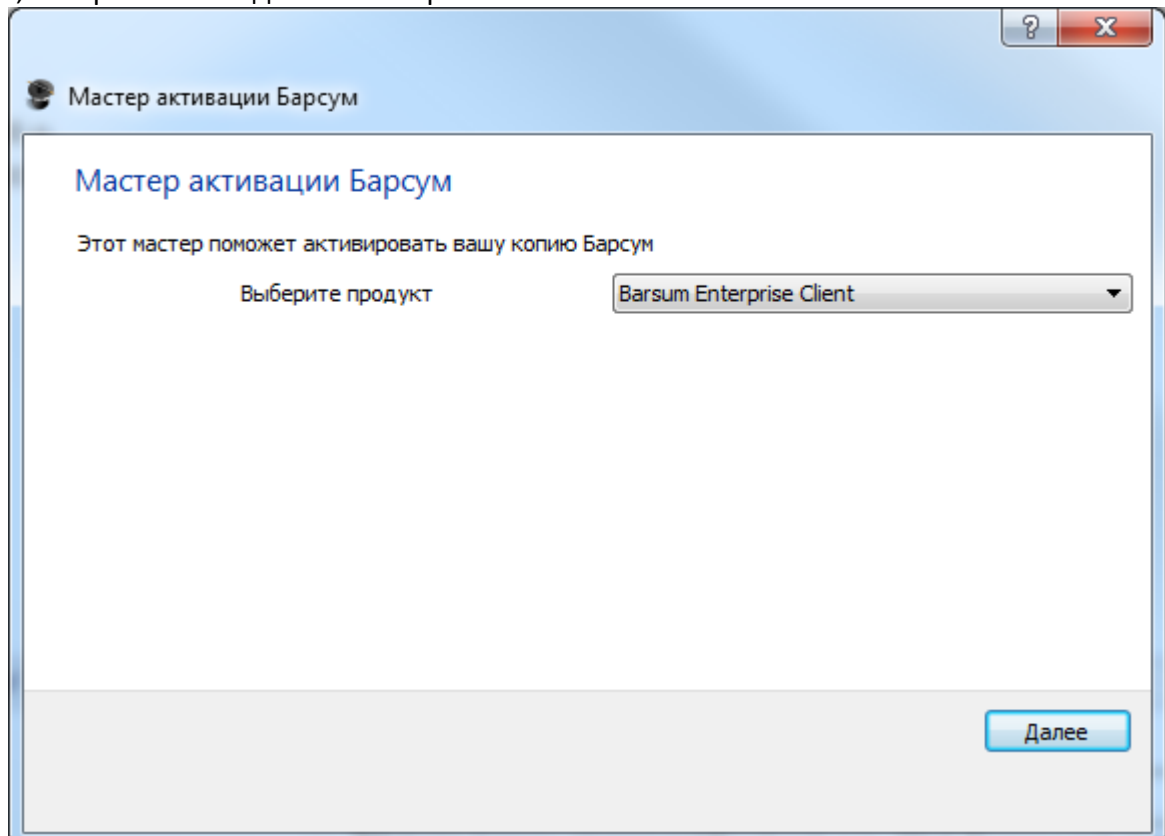 Мастер активации Барсум
Мастер активации Барсум
Этот мастер поможет активировать вашу копию Барсум
Выберите продукт Barsum Enterprise Client
Далее